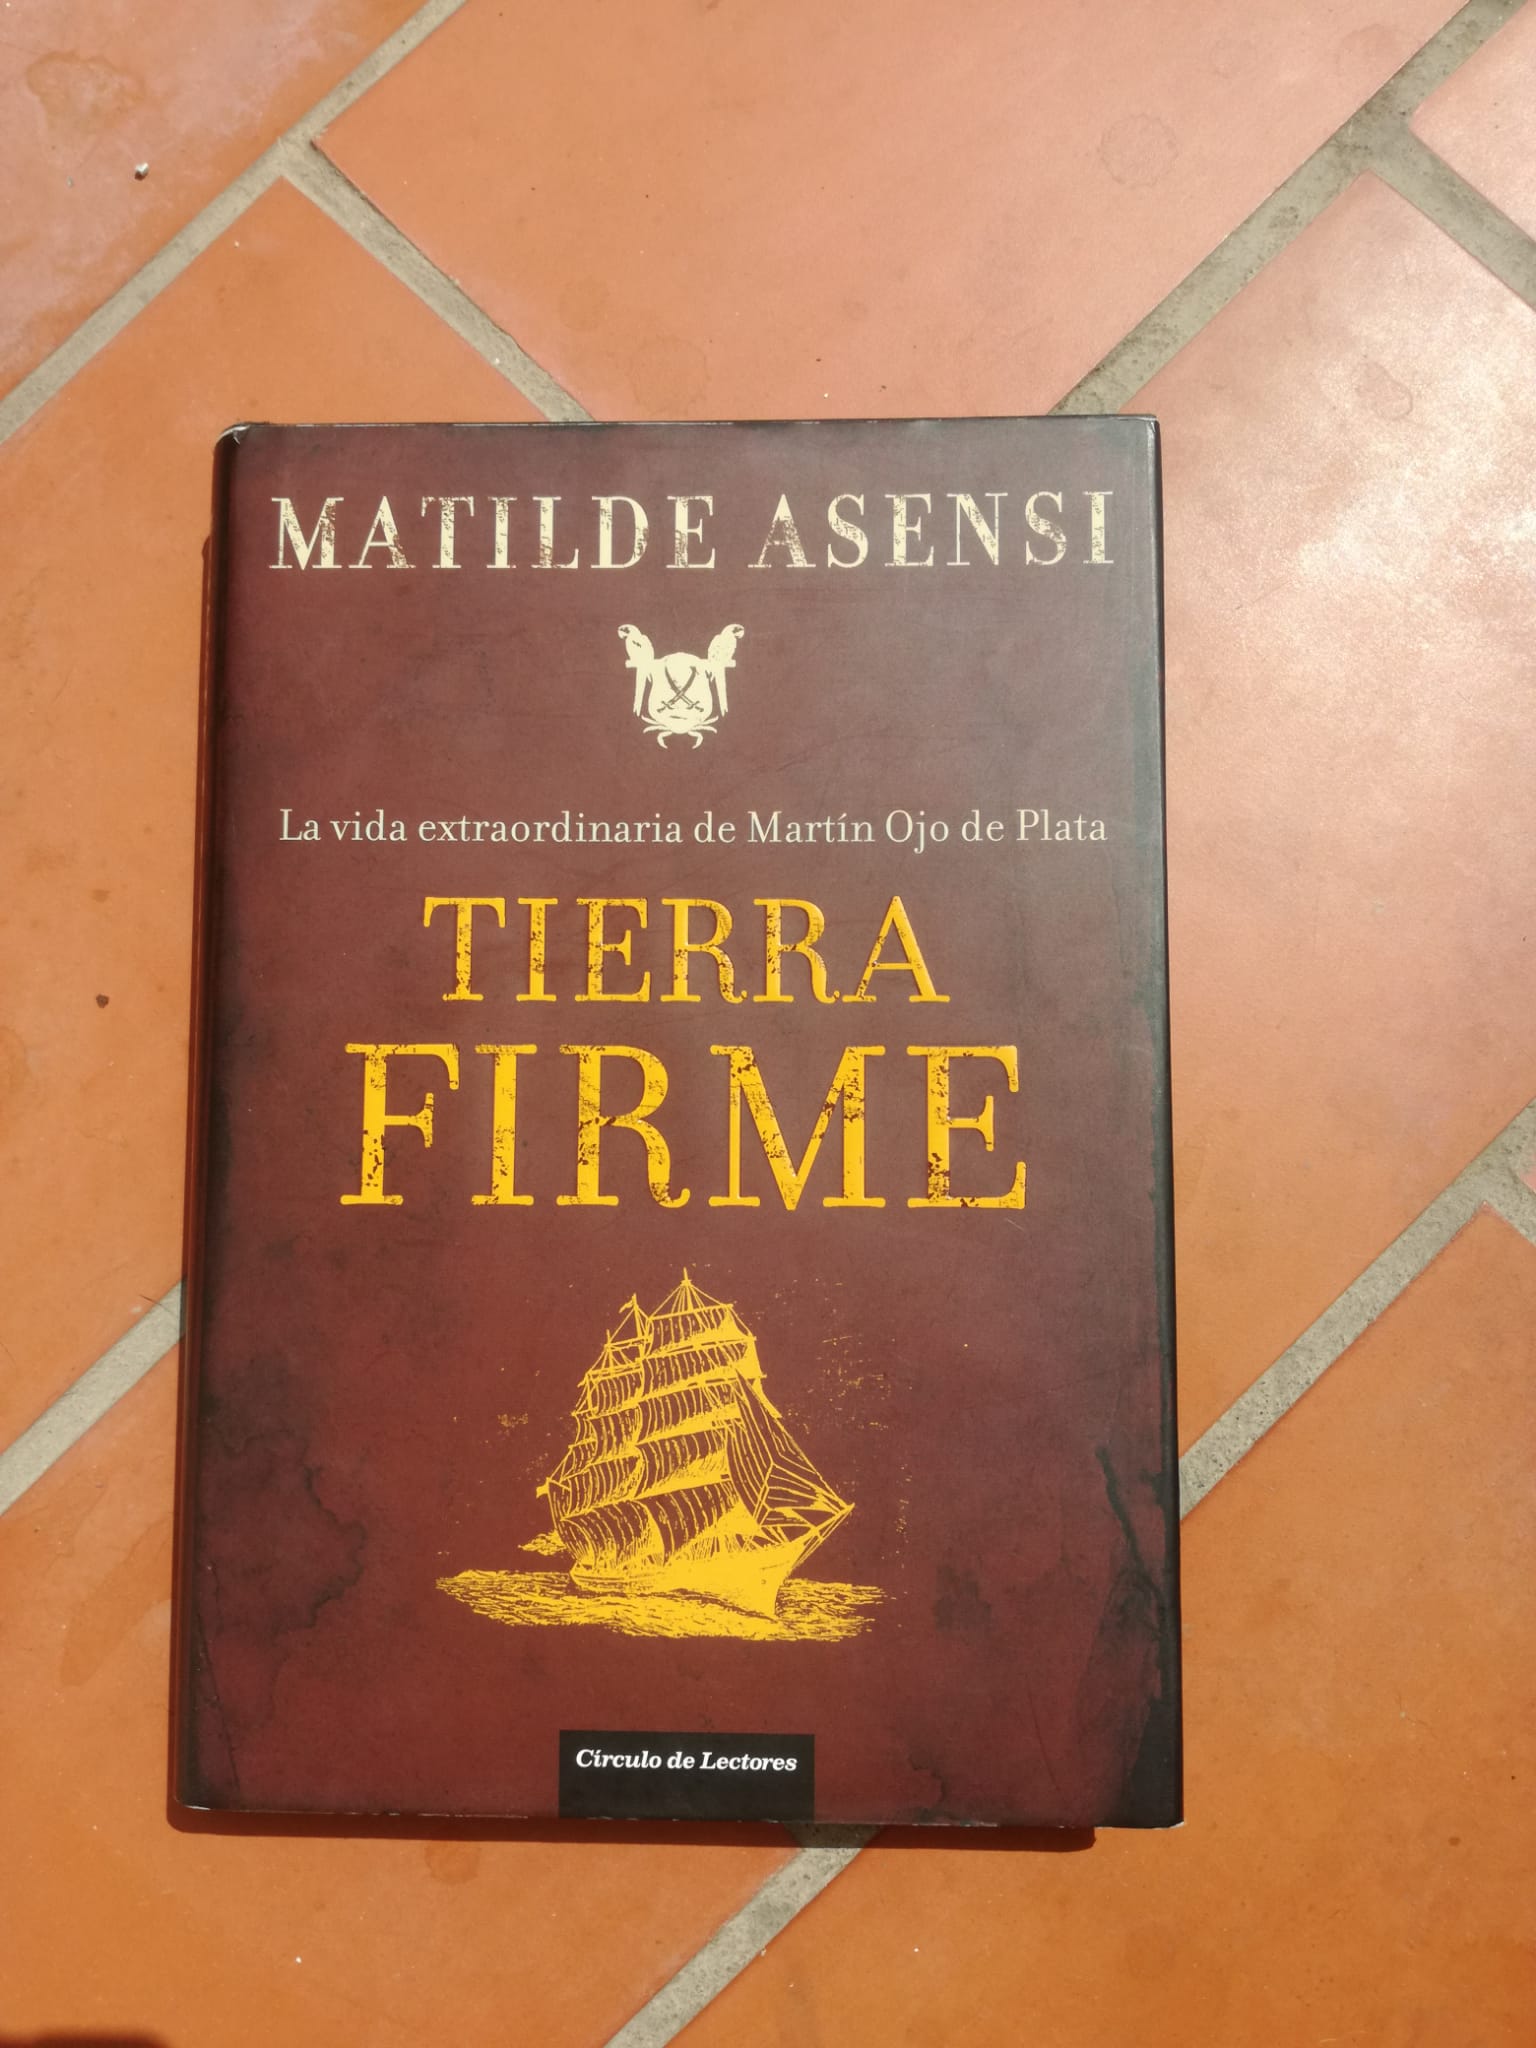 MATILDE ASENSI
La vida extraordinaria de Martín Ojo de Plata
TIERRA
FIRME
Círculo de Lectores